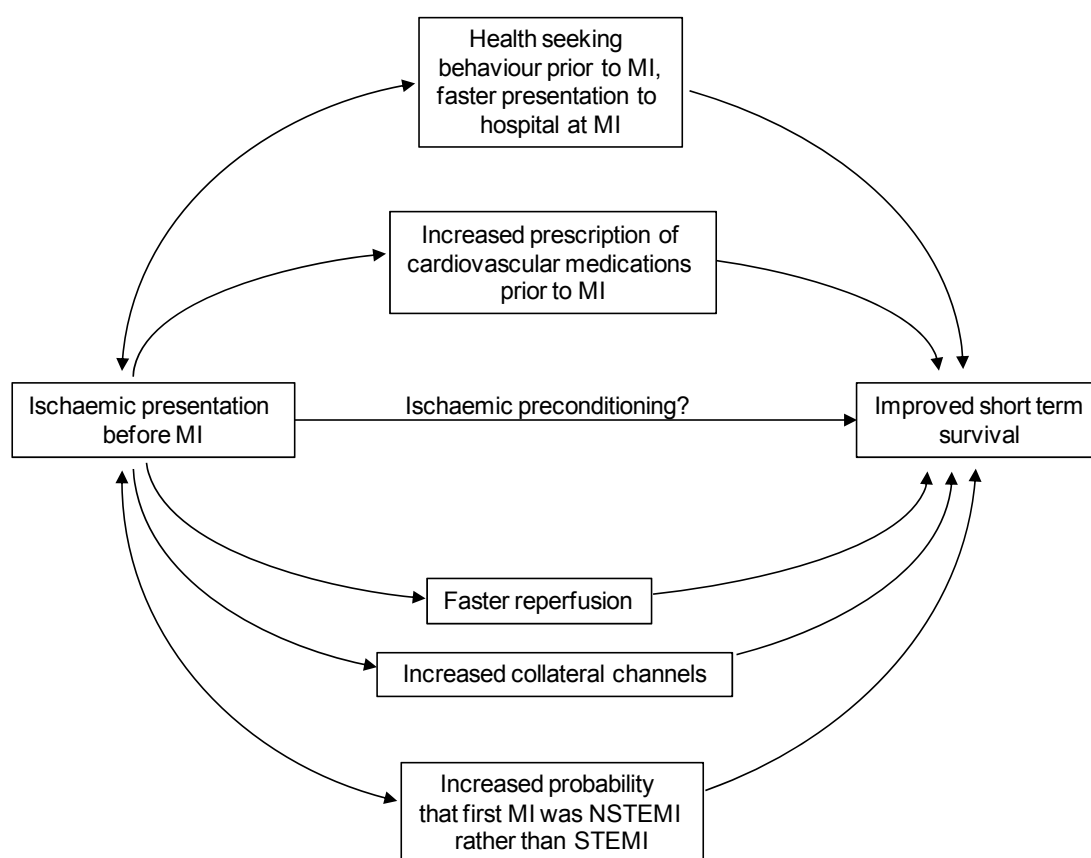 Health seeking
behaviour prior to MI,
faster presentation to
hospital at MI
Increased prescription of
cardiovascular medications
prior to MI
Ischaemic presentation
before MI
Ischaemic preconditioning?
Improved short term
survival
Faster reperfusion
Increased collateral channels
Increased probability
that first MI was NSTEMI
rather than STEMI